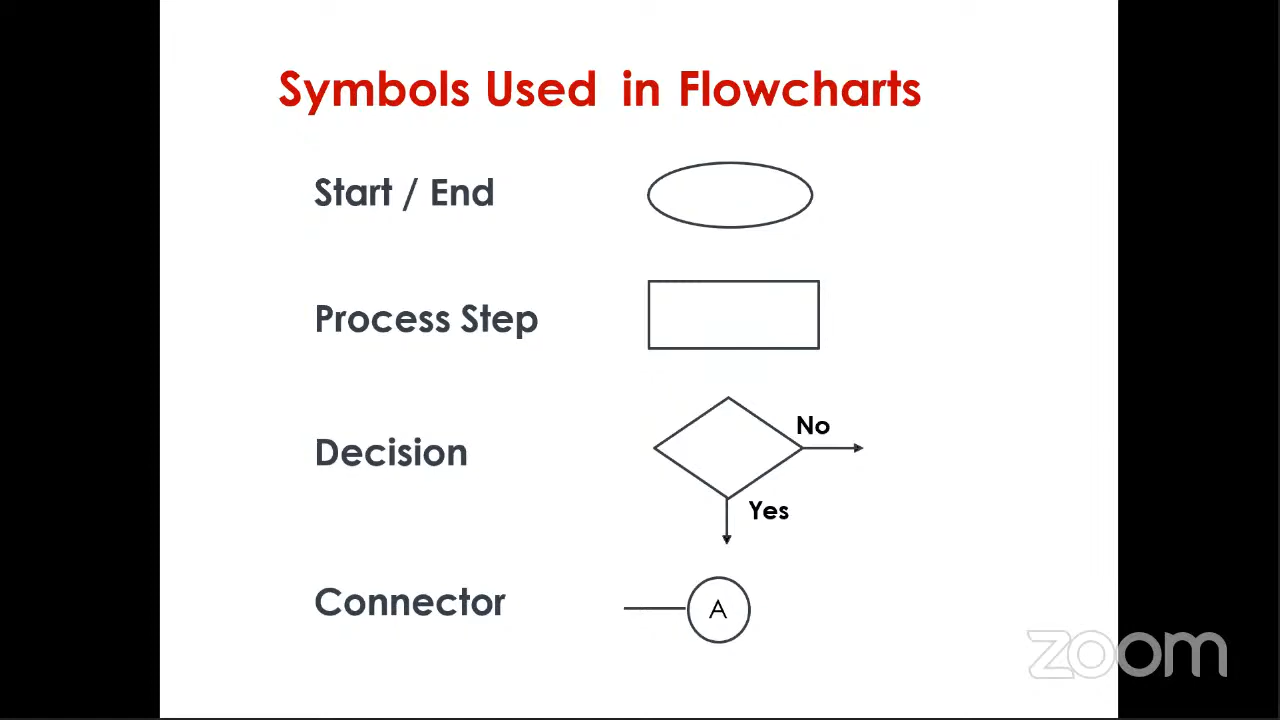 Symbols Used in Flowcharts
Start / End
Process Step
No
Decision
Yes
Connector
A
zoom